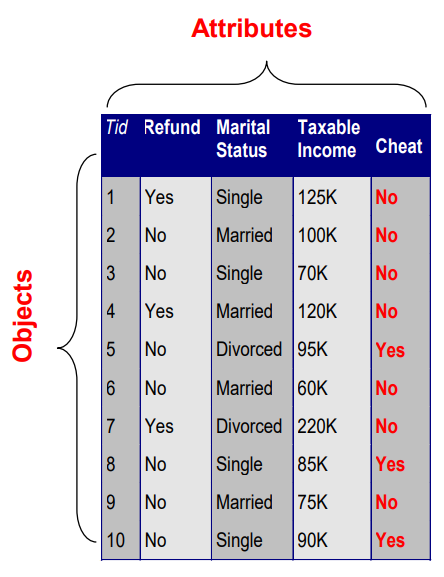 Attributes
Objects
Tid Refund Marital Status Taxable Income Cheat
1 Yes Single 125K No
2 No Married 100K No
3 No Single 70K No
4 Yes Married 120K No
5 No Divorced 95K Yes
6 No Married 60K No
7 Yes Divorced 220K No
8 No Single 85K Yes
9 No Married 75K No
10 No Single 90K Yes